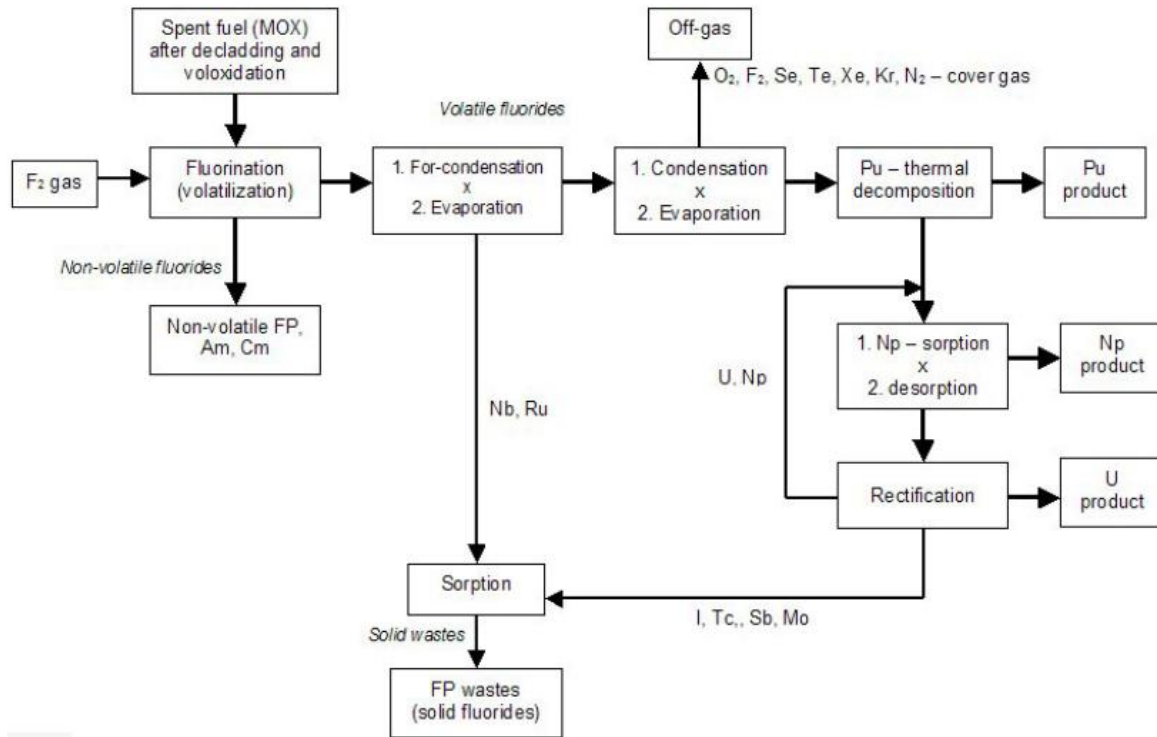 Spent fuel (MOX)
after decladding and
voloxidation
Off-gas
O₂, F₂, Se, Te, Xe, Kr, N₂ – cover gas
Volatile fluorides
F₂ gas
Fluorination
(volatilization)
1. For-condensation
x
2. Evaporation
1. Condensation
x
2. Evaporation
Pu – thermal
decomposition
Pu
product
Non-volatile fluorides
Non-volatile FP,
Am, Cm
Nb, Ru
U, Np
1. Np – sorption
x
2. desorption
Np
product
Rectification
U
product
Sorption
I, Tc,, Sb, Mo
Solid wastes
FP wastes
(solid fluorides)